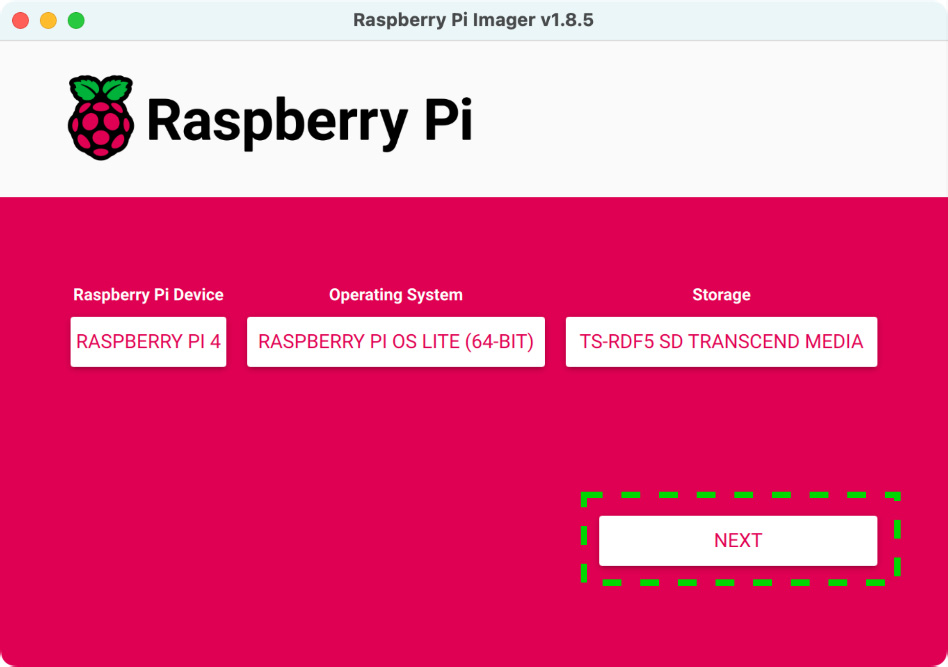 Raspberry Pi Imager v1.8.5
Raspberry Pi
Raspberry Pi Device
Operating System
Storage
RASPBERRY PI 4
RASPBERRY PI OS LITE (64-BIT)
TS-RDF5 SD TRANSCEND MEDIA
NEXT